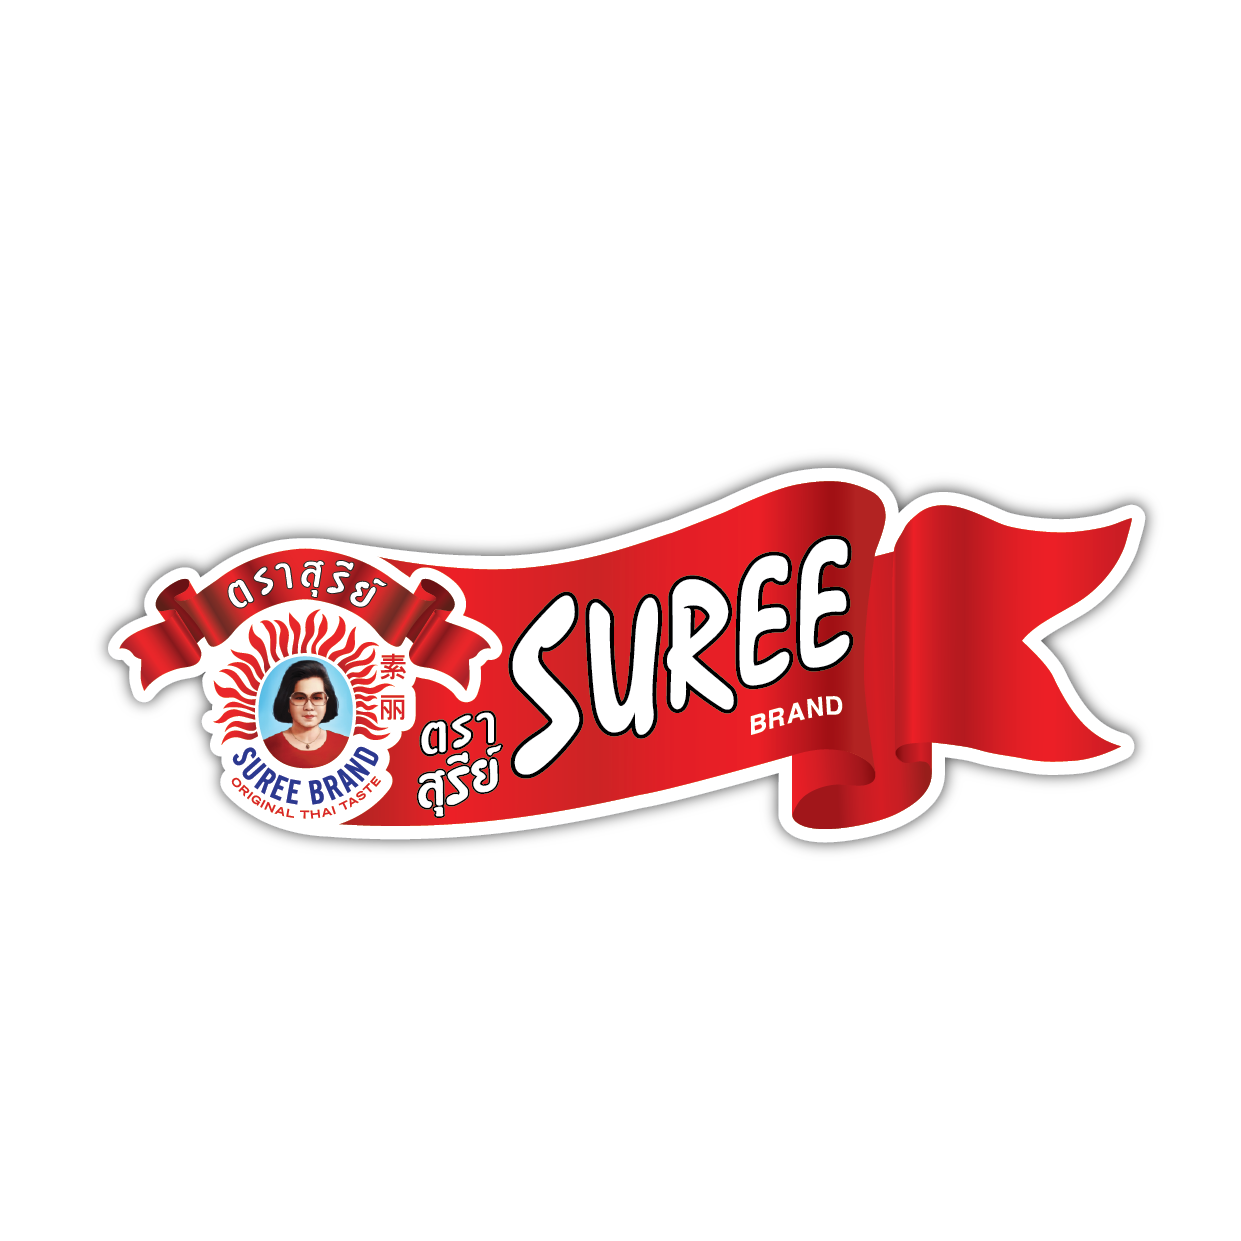 ตราสุรีย์
素
丽
SUREE BRAND
ORIGINAL THAI TASTE
ตรา
สุรีย์
SUREE
BRAND